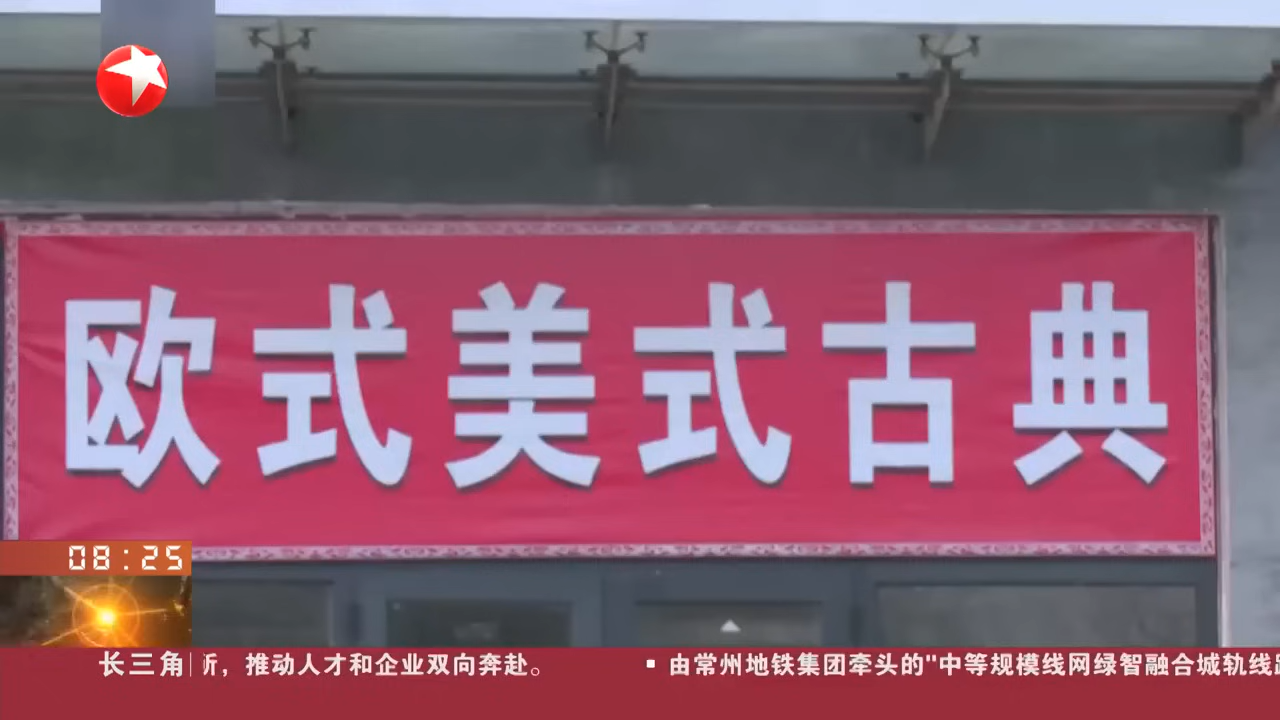 欧式美式古典
08:25
长三角 新，推动人才和企业双向奔赴。 ▪ 由常州地铁集团牵头的"中等规模线网绿智融合城轨线